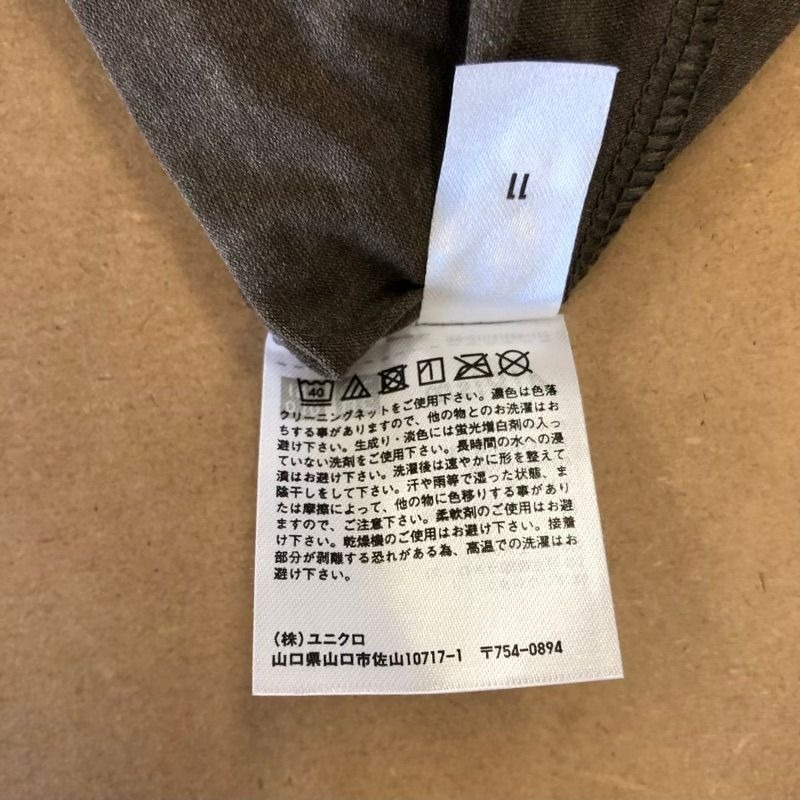 11
40
クリーニングネットをご使用下さい。濃色は色落
ちする事がありますので、他の物とのお洗濯はお
避け下さい。生成り・淡色には蛍光増白剤の入っ
ていない洗剤をご使用下さい。長時間の水への浸
漬はお避け下さい。洗濯後は速やかに形を整えて
陰干しをして下さい。汗や雨等で湿った状態、ま
たは摩擦によって、他の物に色移りする事があり
ますので、ご注意下さい。柔軟剤のご使用はお避
け下さい。乾燥機のご使用はお避け下さい。接着
部分が剥離する恐れがある為、高温での洗濯はお
避け下さい。
(株)ユニクロ
山口県山口市佐山10717-1 〒754-0894